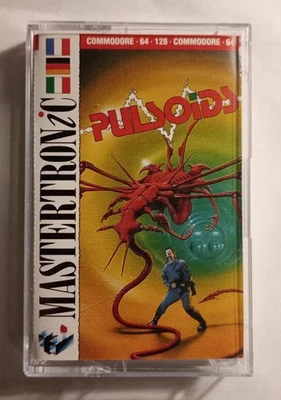 COMMODORE · 64 · 128 · COMMODORE · 64
MASTERTRONIC
PULSOIDS